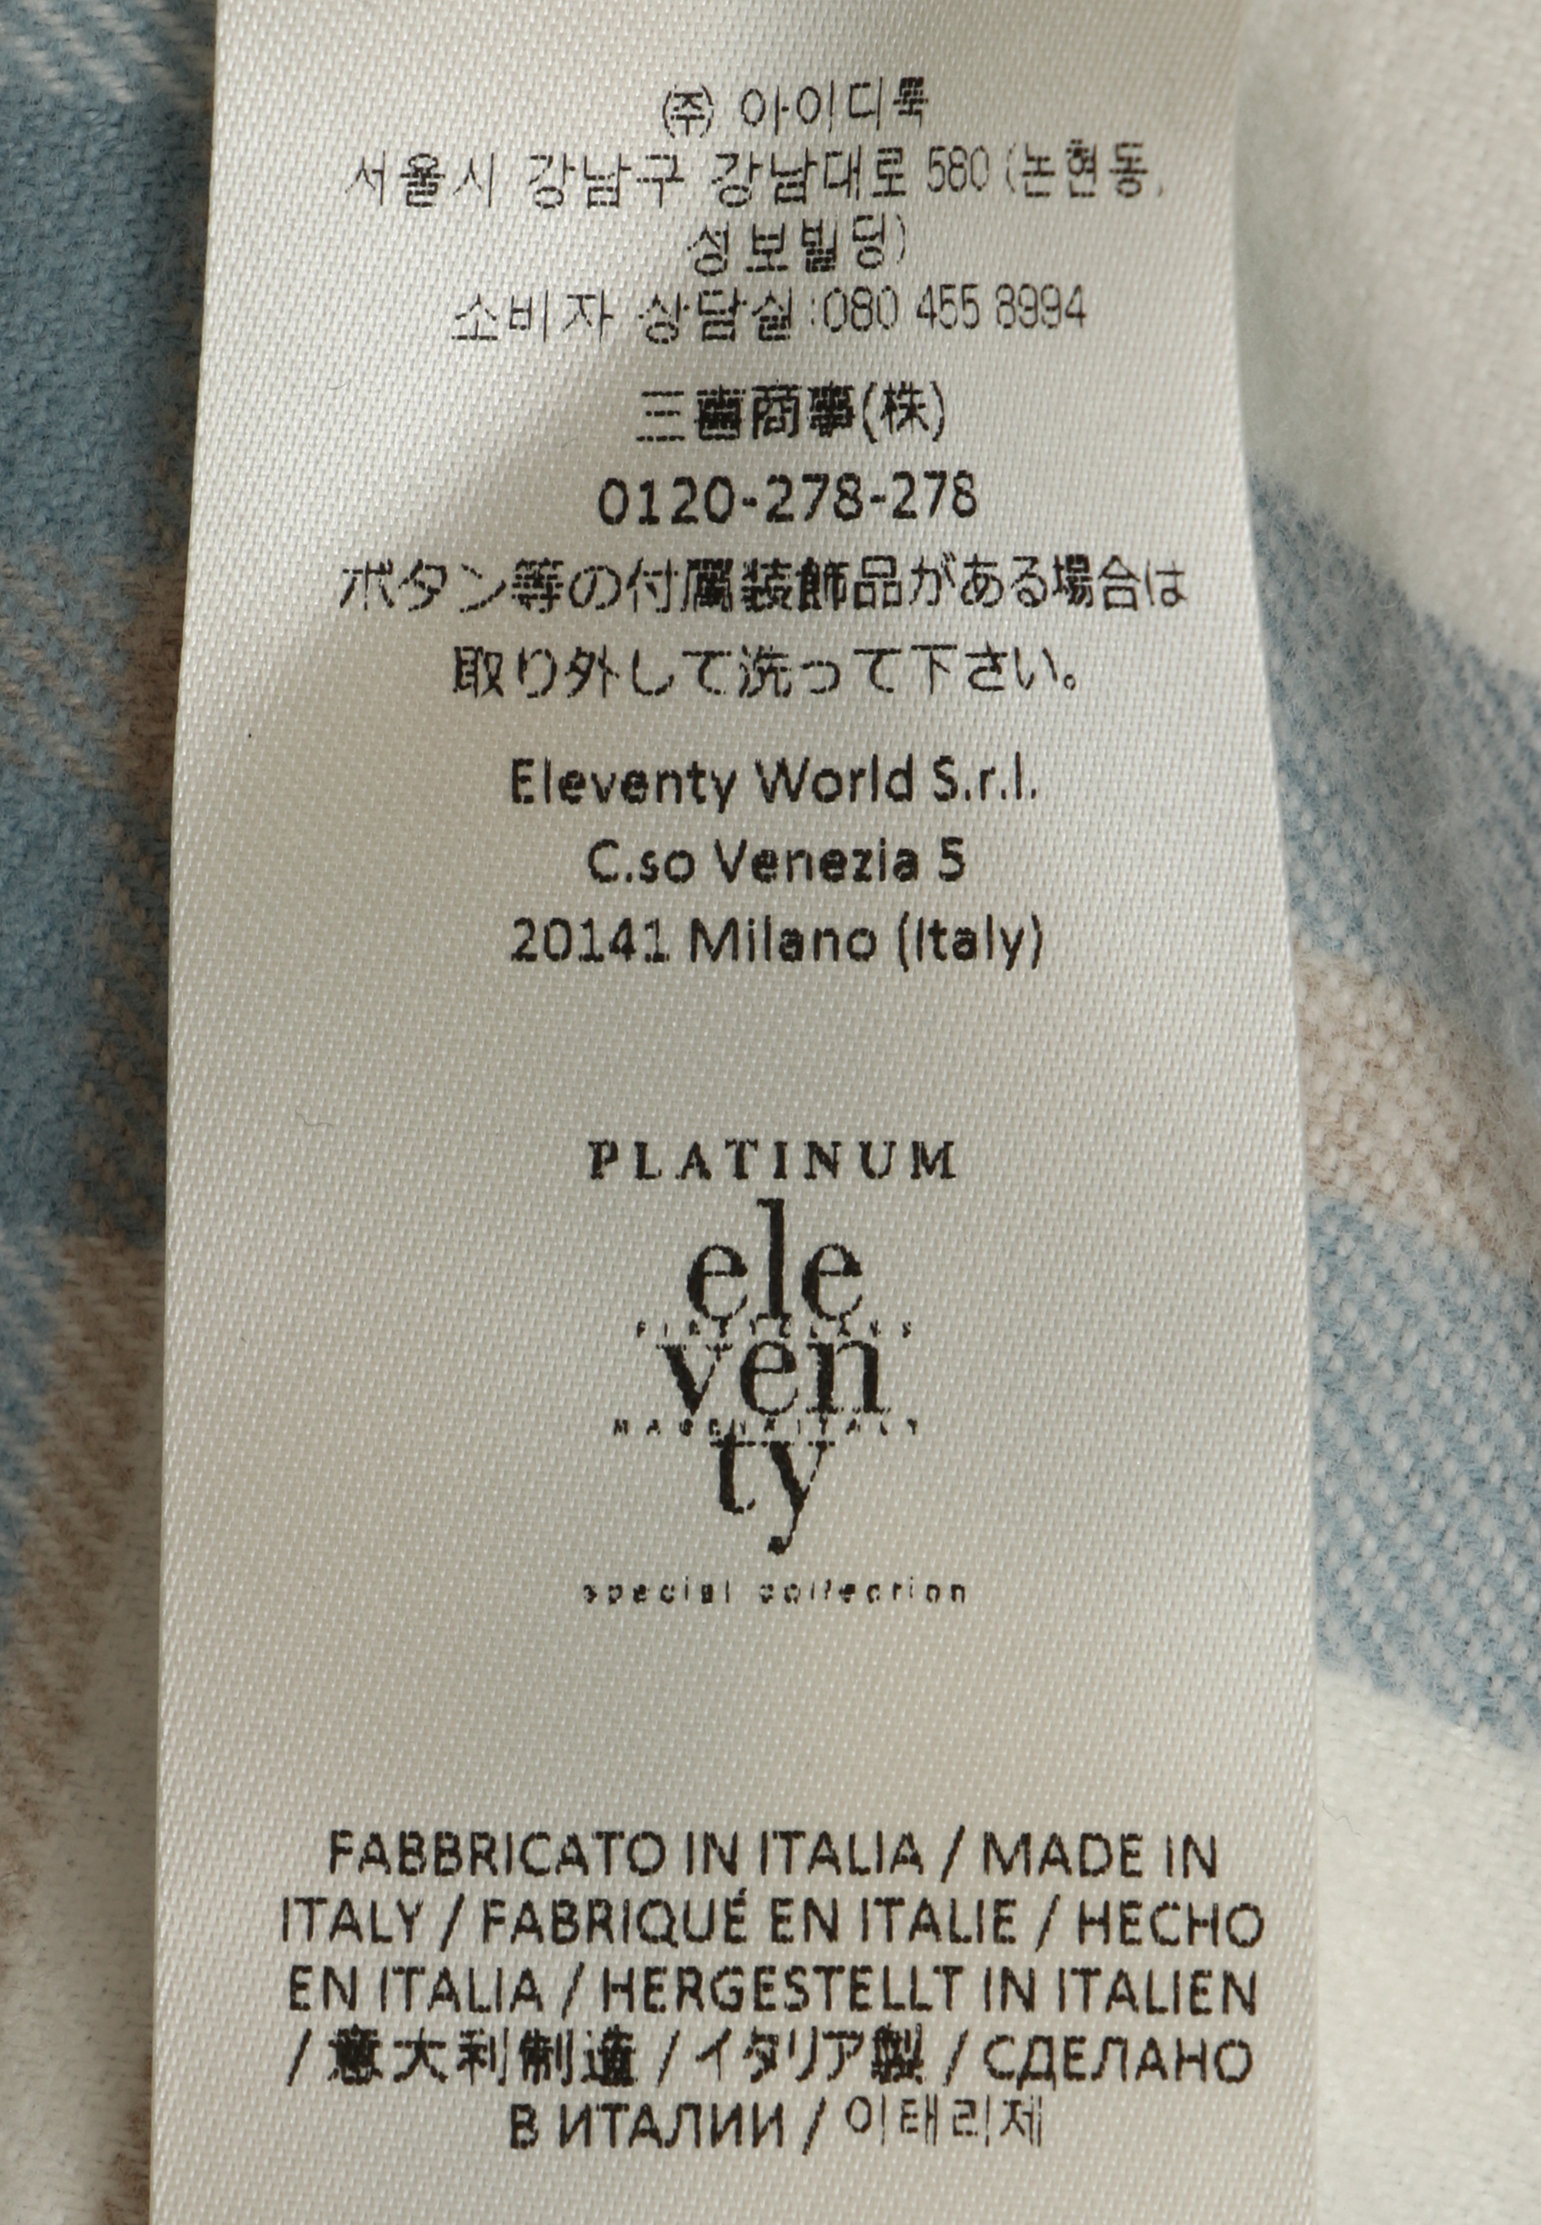 ㈜ 아이디룩
서울시 강남구 강남대로 580 (논현동,
성보빌딩)
소비자 상담실:080 455 8994
三喜商事(株)
0120-278-278
ボタン等の付属装飾品がある場合は
取り外して洗って下さい。
Eleventy World S.r.l.
C.so Venezia 5
20141 Milano (Italy)
PLATINUM
ele
ven
ty
special collection
FABBRICATO IN ITALIA / MADE IN
ITALY / FABRIQUÉ EN ITALIE / HECHO
EN ITALIA / HERGESTELLT IN ITALIEN
/ 意大利制造 / イタリア製 / СДЕЛАНО
В ИТАЛИИ / 이태리제